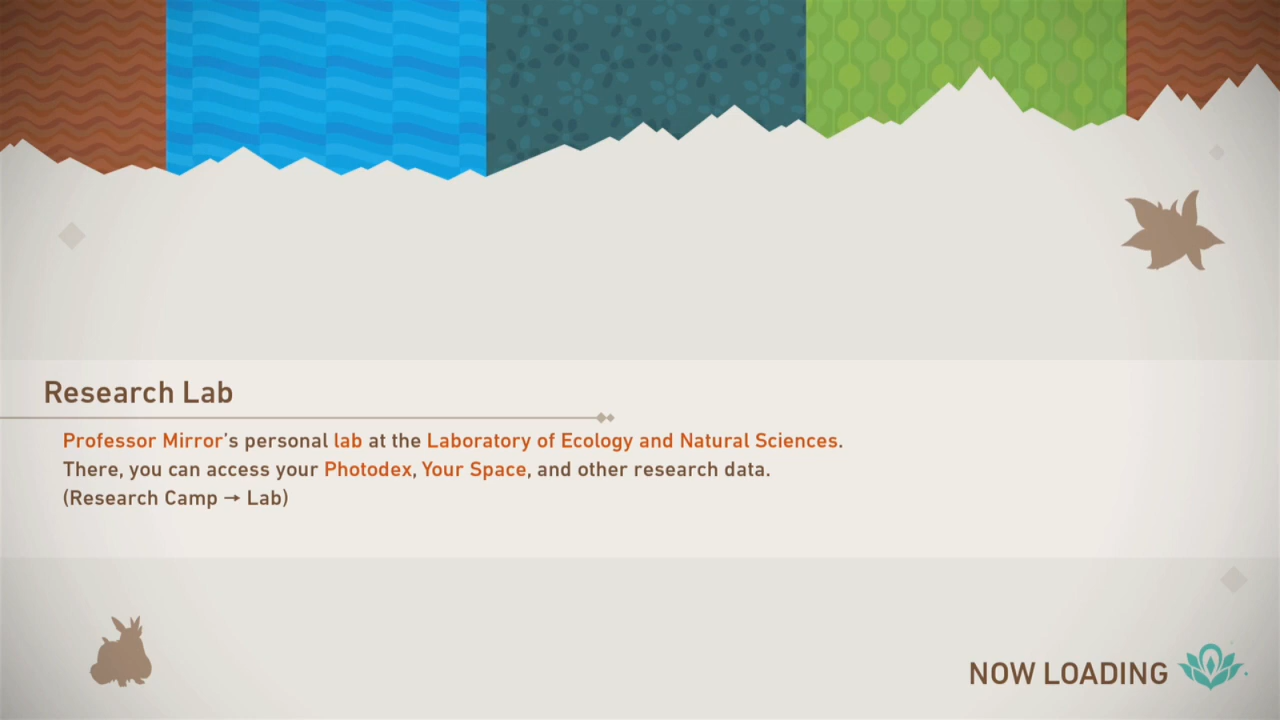 Research Lab
Professor Mirror's personal lab at the Laboratory of Ecology and Natural Sciences.
There, you can access your Photodex, Your Space, and other research data.
(Research Camp → Lab)
NOW LOADING